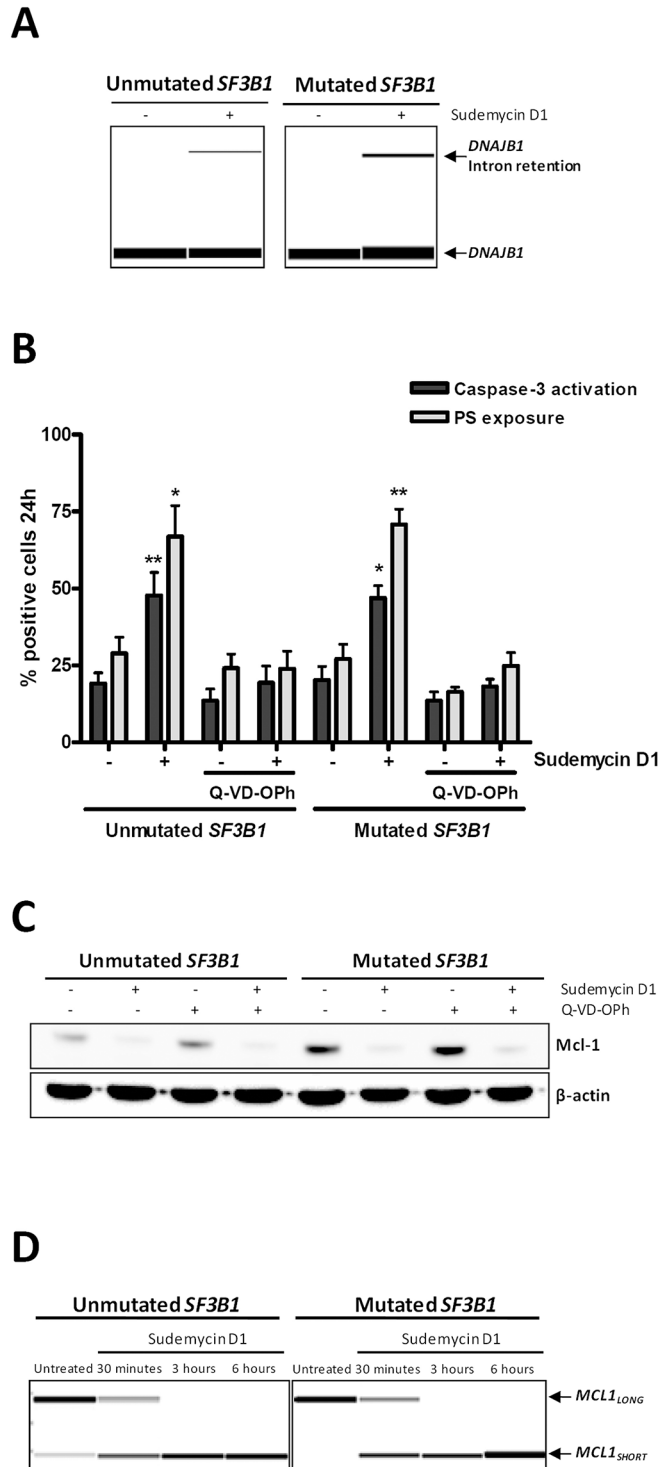 A
Unmutated SF3B1 Mutated SF3B1
- + - + Sudemycin D1
DNAJB1
Intron retention
DNAJB1
B
Caspase-3 activation
PS exposure
% positive cells 24h
100
75
50
25
0
** * * **
- + - + - + - + Sudemycin D1
Q-VD-OPh Q-VD-OPh
Unmutated SF3B1 Mutated SF3B1
C
Unmutated SF3B1 Mutated SF3B1
- + - + - + - + Sudemycin D1
- - + + - - + + Q-VD-OPh
Mcl-1
β-actin
D
Unmutated SF3B1 Mutated SF3B1
Sudemycin D1 Sudemycin D1
Untreated 30 minutes 3 hours 6 hours Untreated 30 minutes 3 hours 6 hours
MCL1LONG
MCL1SHORT